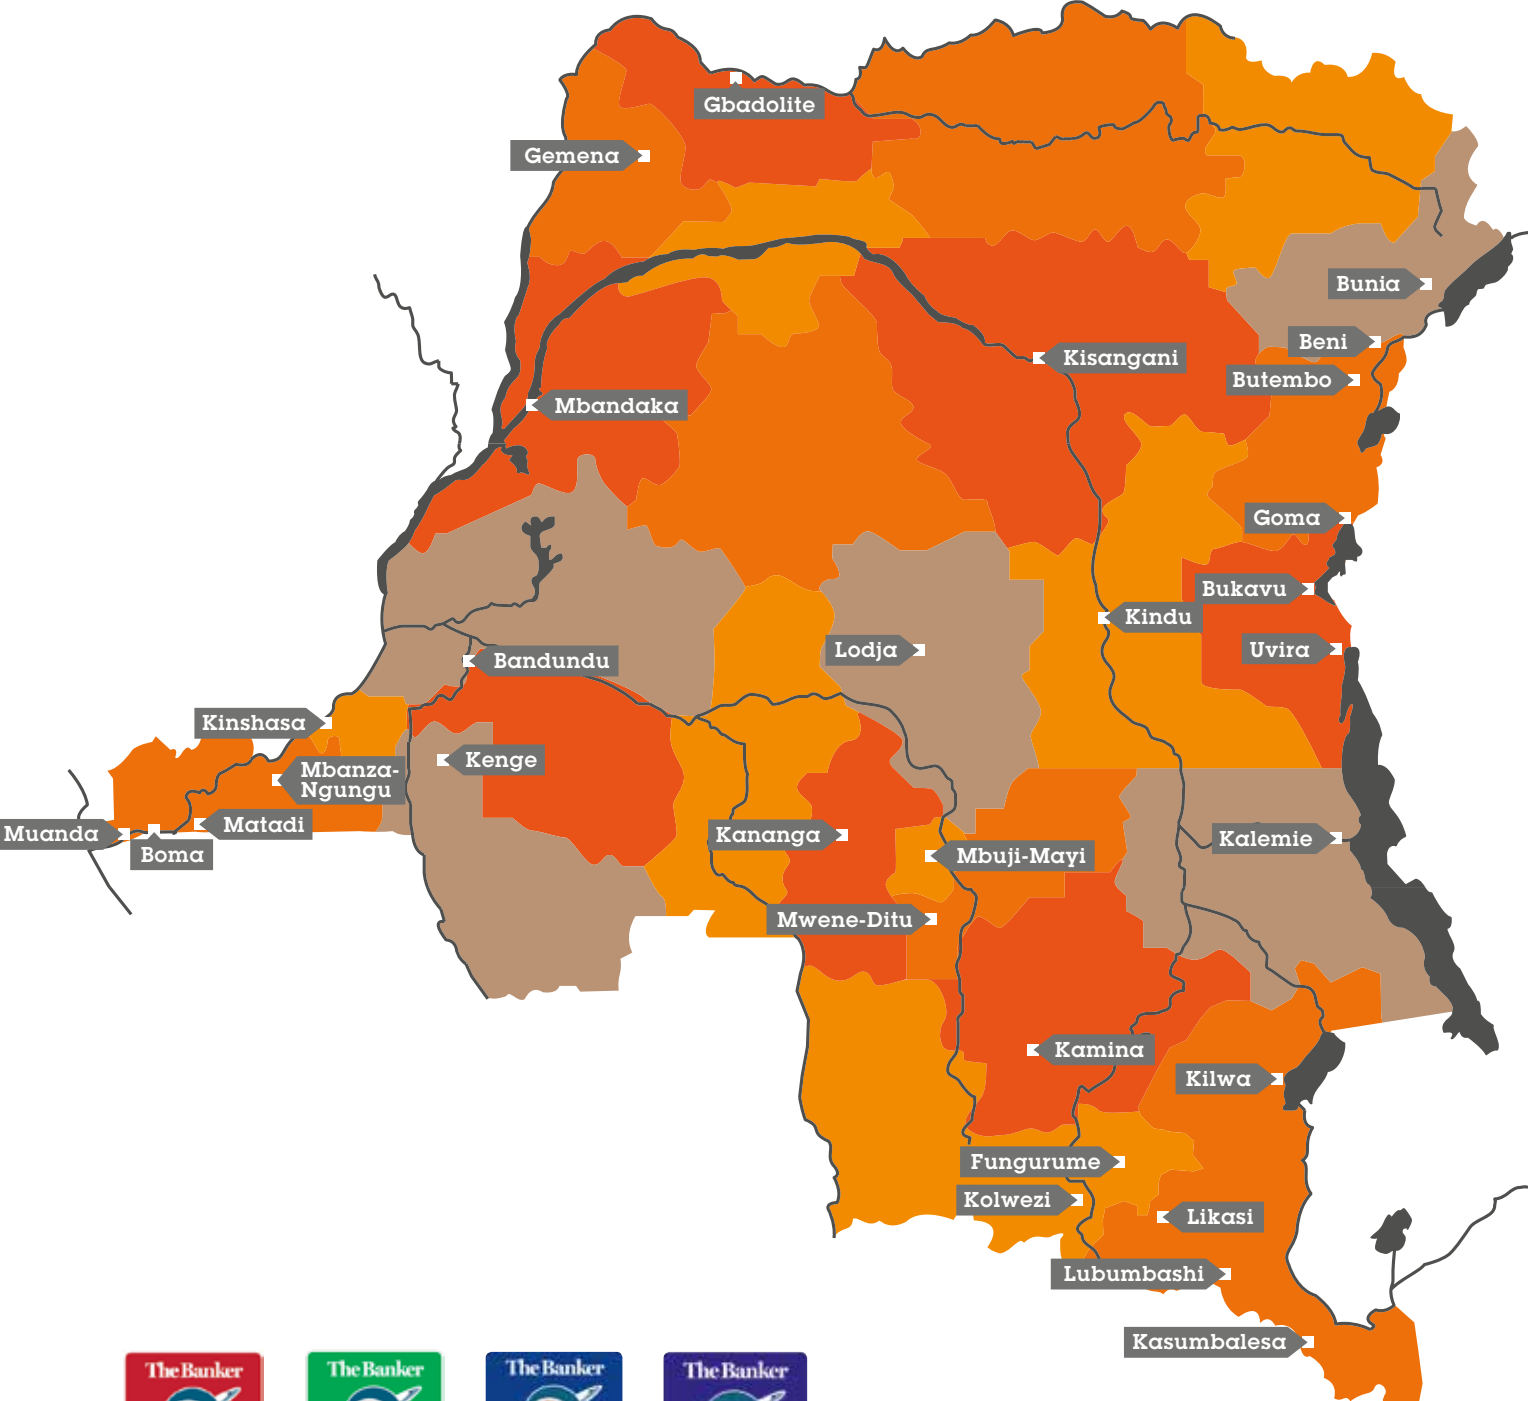 Gbadolite
Gemena
Bunia
Beni
Kisangani
Butembo
Mbandaka
Goma
Bukavu
Kindu
Uvira
Lodja
Bandundu
Kinshasa
Kenge
Mbanza-
Ngungu
Matadi
Muanda
Boma
Kananga
Kalemie
Mbuji-Mayi
Mwene-Ditu
Kamina
Kilwa
Fungurume
Kolwezi
Likasi
Lubumbashi
Kasumbalesa
The Banker
The Banker
The Banker
The Banker